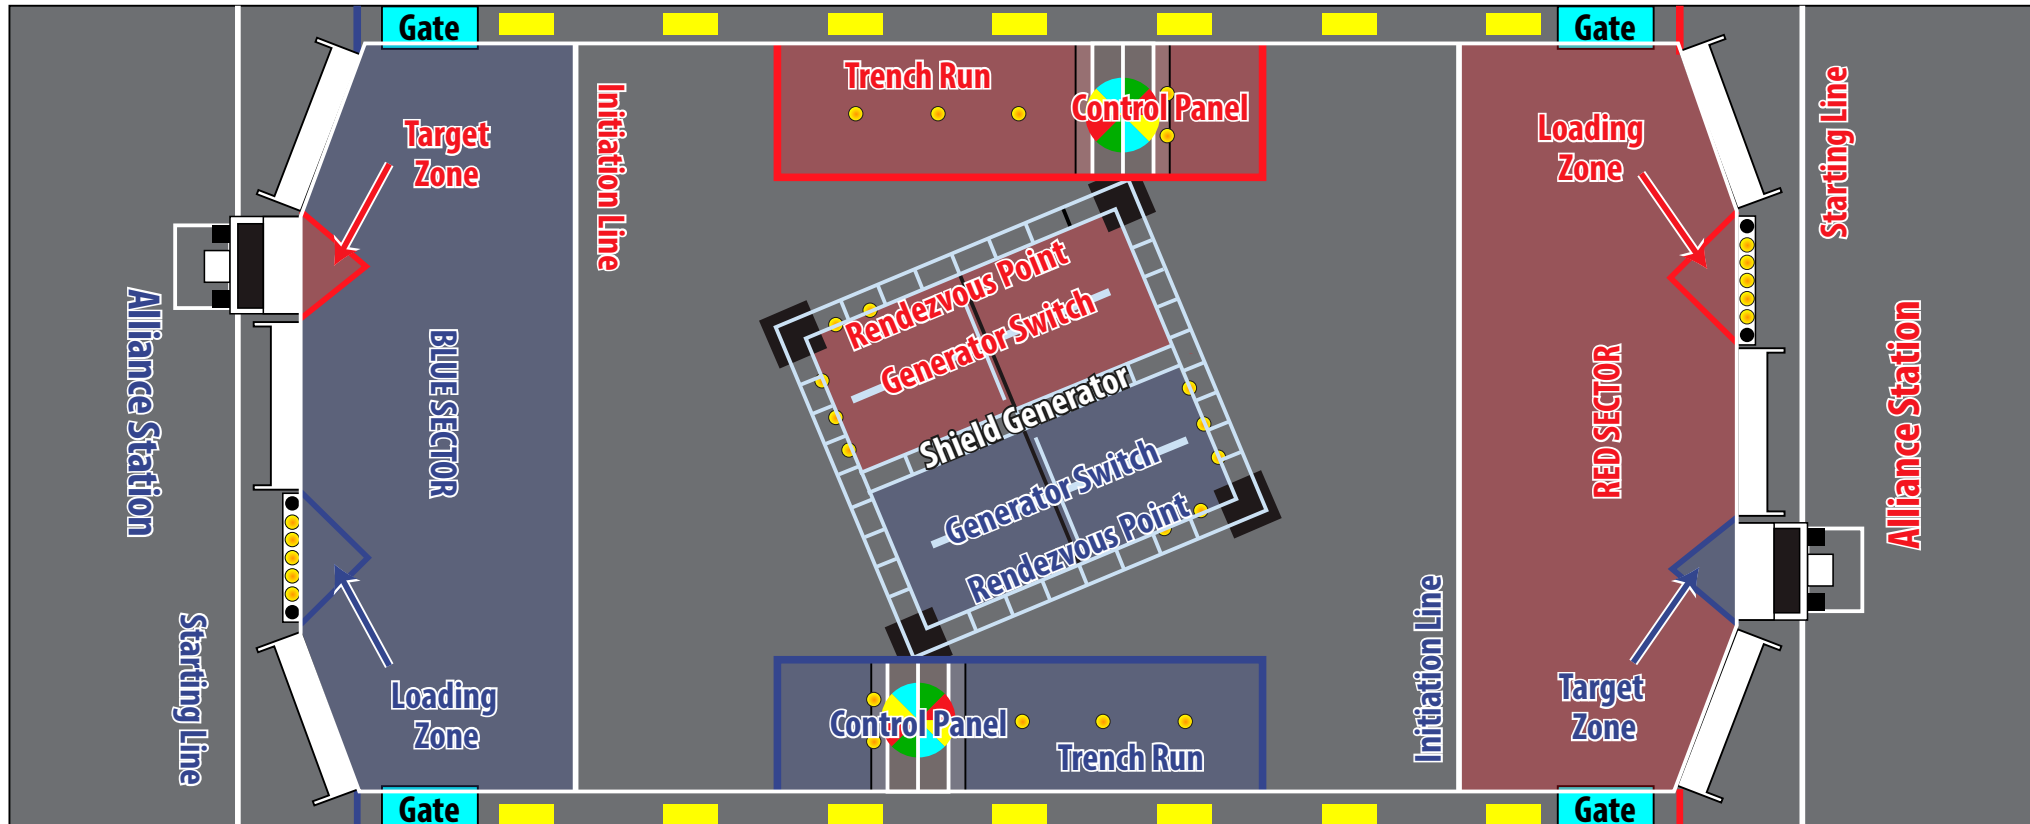 Gate
Gate
Trench Run
Control Panel
Target
Zone
Initiation Line
Loading
Zone
Starting Line
Rendezvous Point
Generator Switch
Shield Generator
Generator Switch
Rendezvous Point
Alliance Station
BLUE SECTOR
RED SECTOR
Alliance Station
Starting Line
Loading
Zone
Control Panel
Trench Run
Initiation Line
Target
Zone
Gate
Gate